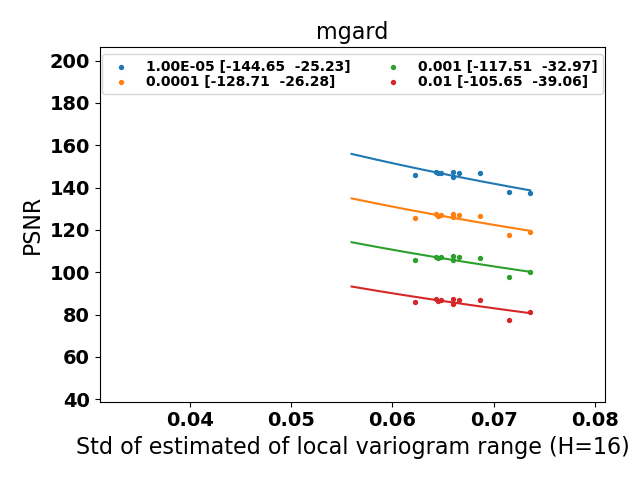 mgard
1.00E-05 [-144.65 -25.23]
0.0001 [-128.71 -26.28]
0.001 [-117.51 -32.97]
0.01 [-105.65 -39.06]
PSNR
200
180
160
140
120
100
80
60
40
0.04 0.05 0.06 0.07 0.08
Std of estimated of local variogram range (H=16)